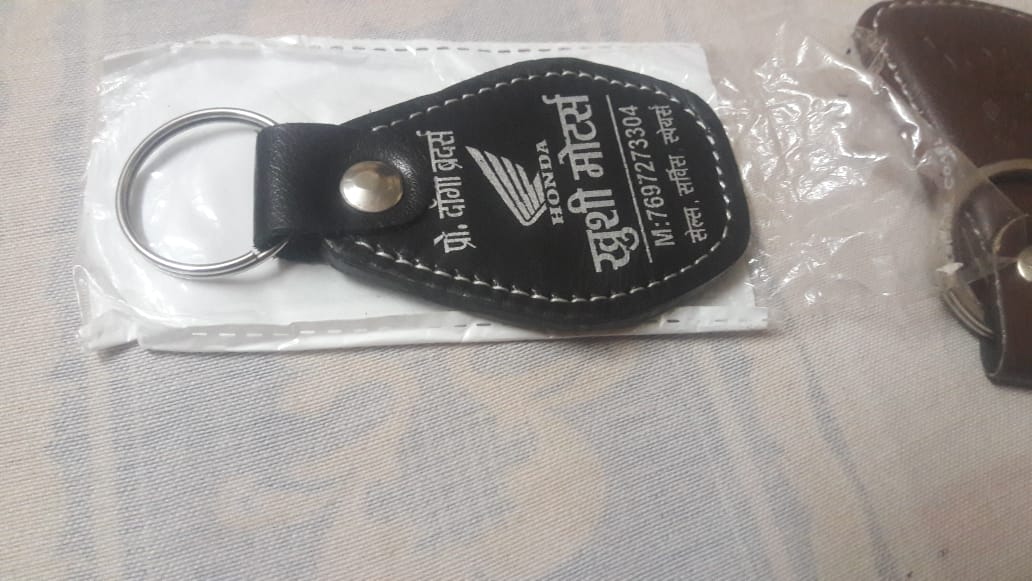 प्रो. दाँगी ब्रदर्स
HONDA
खुशी मोटर्स
M:7697273304
सेल्स, सर्विस स्पेयर्स